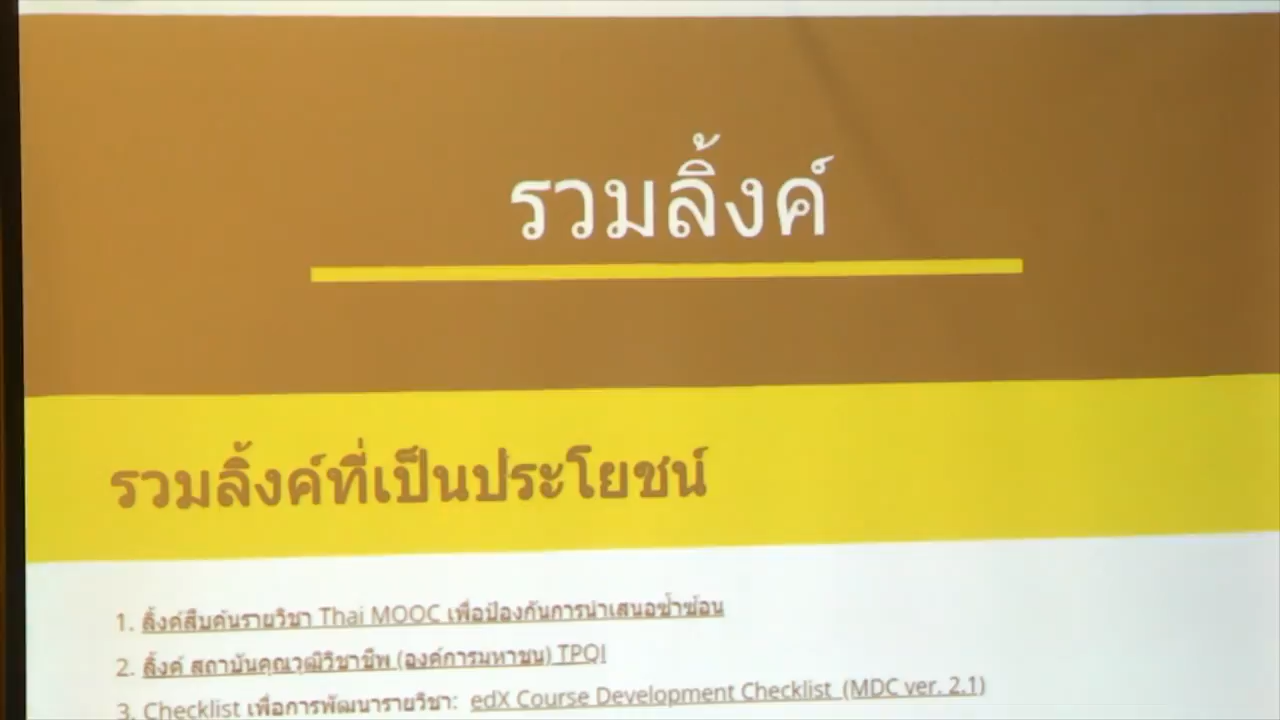 รวมลิ้งค์
รวมลิ้งค์ที่เป็นประโยชน์
1. ลิ้งค์สืบค้นรายวิชา Thai MOOC เพื่อป้องกันการนำเสนอซ้ำซ้อน
2. ลิ้งค์ สถาบันคุณวุฒิวิชาชีพ (องค์การมหาชน) TPQI
3. Checklist เพื่อการพัฒนารายวิชา: edX Course Development Checklist (MDC ver. 2.1)